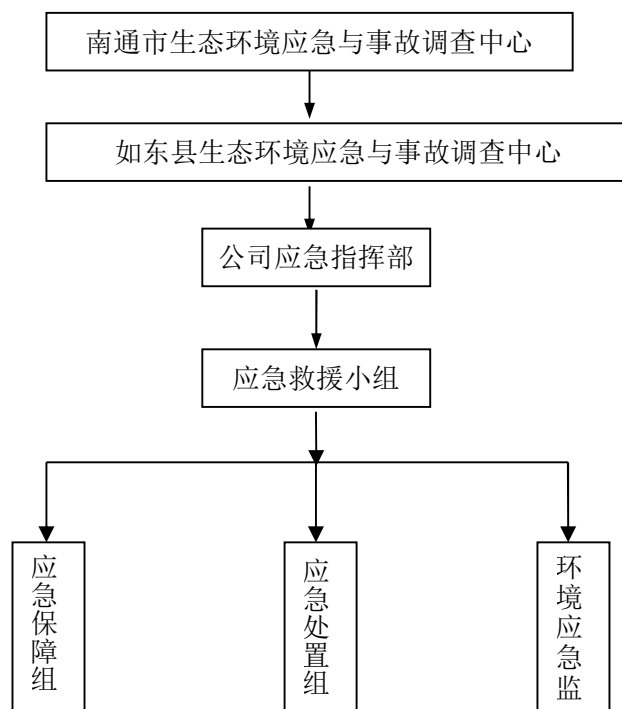 南通市生态环境应急与事故调查中心
如东县生态环境应急与事故调查中心
公司应急指挥部
应急救援小组
应急保障组
应急处置组
环境应急监